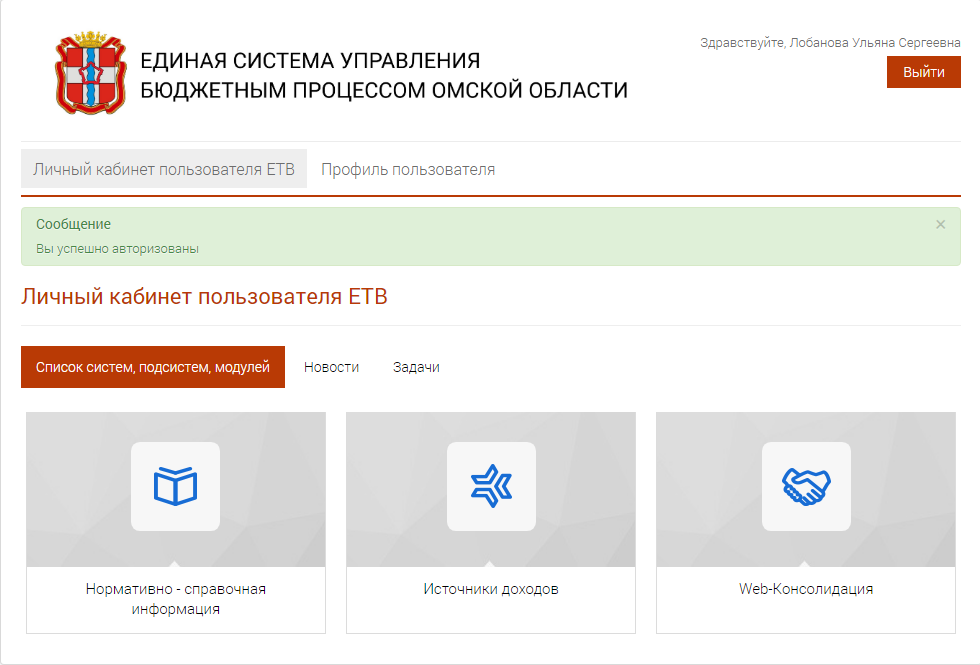 Здравствуйте, Лобанова Ульяна Сергеевна
Выйти
ЕДИНАЯ СИСТЕМА УПРАВЛЕНИЯ
БЮДЖЕТНЫМ ПРОЦЕССОМ ОМСКОЙ ОБЛАСТИ
Личный кабинет пользователя ЕТВ Профиль пользователя
Сообщение ×
Вы успешно авторизованы
Личный кабинет пользователя ЕТВ
Список систем, подсистем, модулей Новости Задачи
Нормативно - справочная
информация
Источники доходов
Web-Консолидация